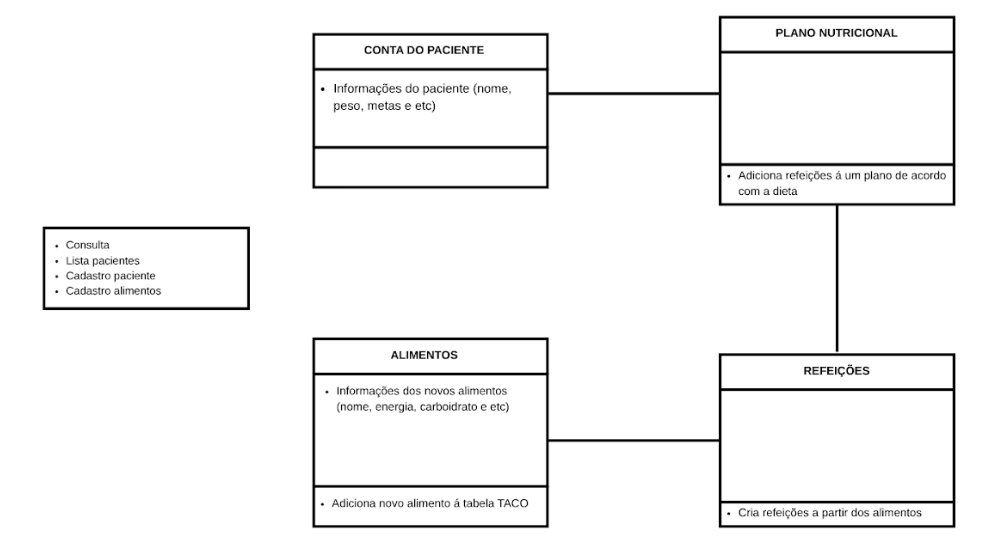 CONTA DO PACIENTE
• Informações do paciente (nome,
peso, metas e etc)
PLANO NUTRICIONAL
• Adiciona refeições á um plano de acordo
com a dieta
• Consulta
• Lista pacientes
• Cadastro paciente
• Cadastro alimentos
ALIMENTOS
• Informações dos novos alimentos
(nome, energia, carboidrato e etc)
• Adiciona novo alimento á tabela TACO
REFEIÇÕES
• Cria refeições a partir dos alimentos